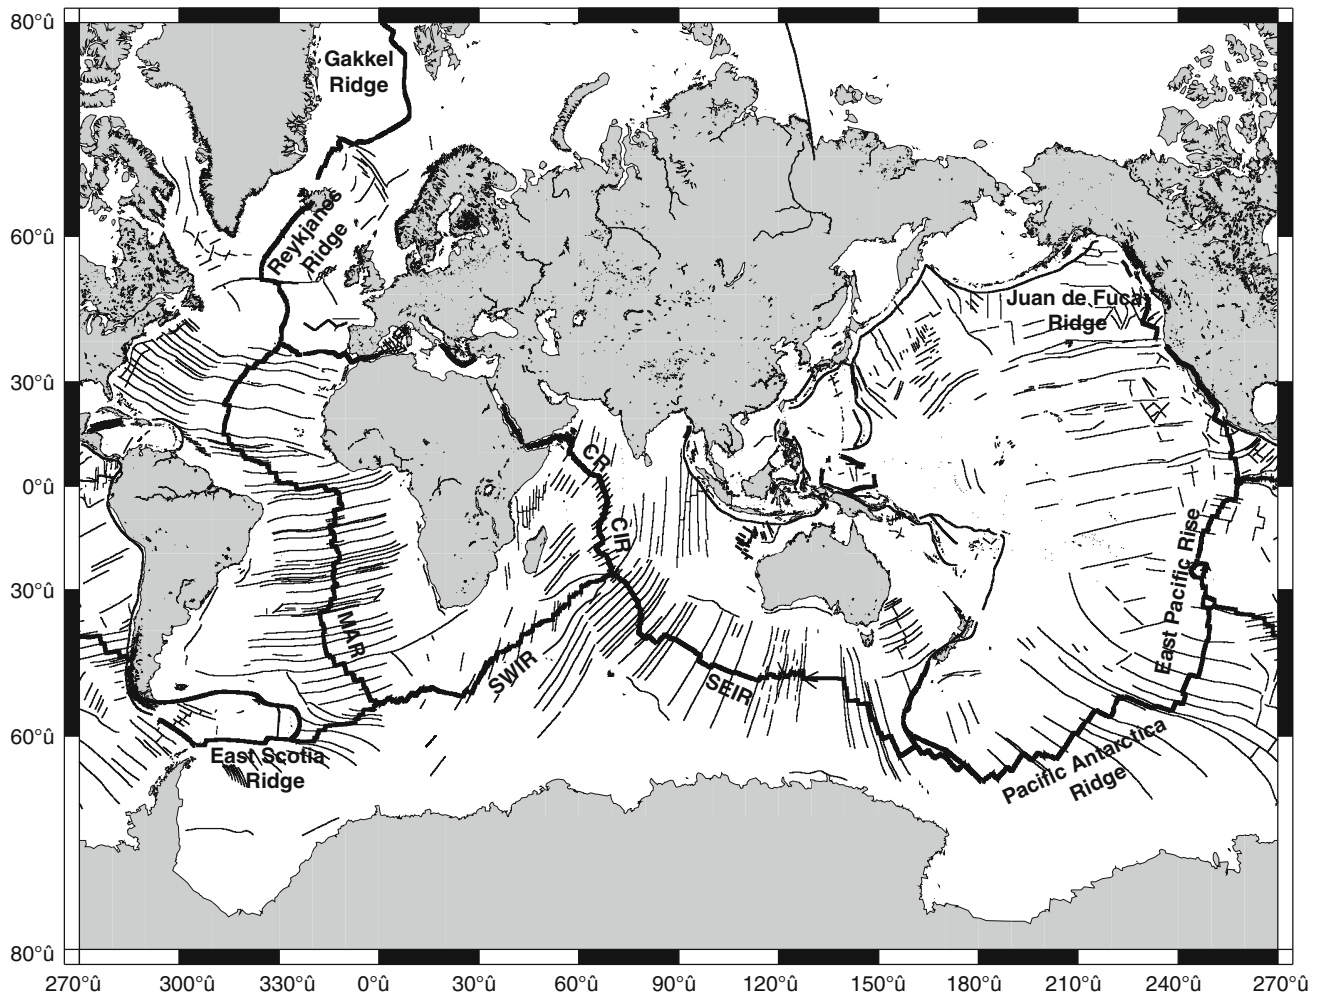 80°û
Gakkel
Ridge
Reykjanes
Ridge
60°û
Juan de Fuca
Ridge
30°û
CR
0°û
CIR
East Pacific Rise
30°û
MAR
SWIR
SEIR
60°û
East Scotia
Ridge
Pacific Antarctica
Ridge
80°û
270°û 300°û 330°û 0°û 30°û 60°û 90°û 120°û 150°û 180°û 210°û 240°û 270°û